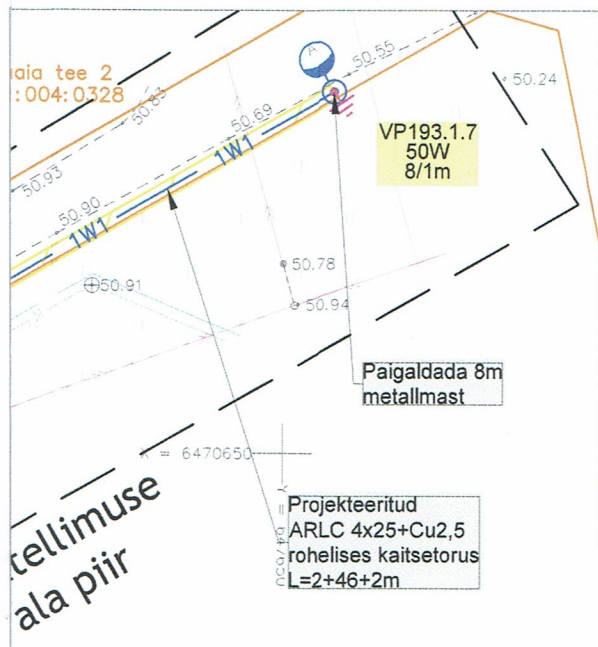 aia tee 2
:004:0328
A
50.55
50.24
50.83
50.69
VP193.1.7
50W
8/1m
50.93
1W1
50.90
1W1
50.78
50.91
50.94
Paigaldada 8m
metallmast
X = 6470650
tellimuse
ala piir
Projekteeritud
ARLC 4x25+Cu2,5
rohelises kaitsetorus
L=2+46+2m